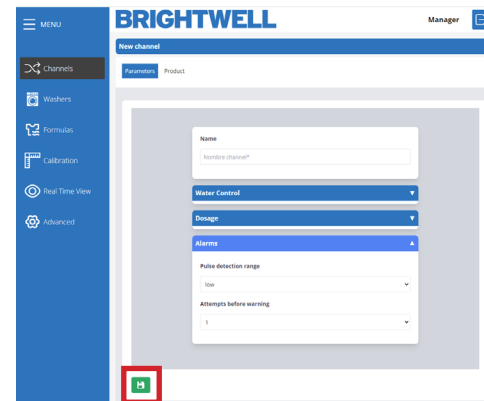 MENU
BRIGHTWELL
Manager
New channel
Channels
Parameters Product
Washers
Formulas
Calibration
Real Time View
Advanced
Name
Nombre channel*
Water Control
Dosage
Alarms
Pulse detection range
low
Attempts before warning
1